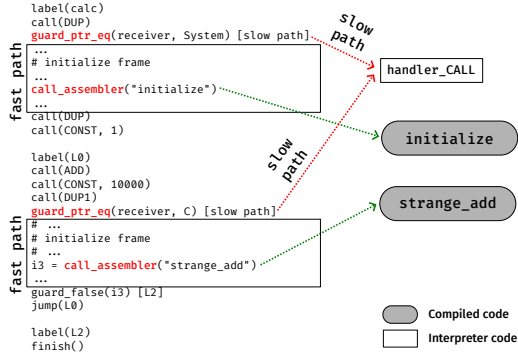 label(calc)
call(DUP)
guard_ptr_eq(receiver, System) [slow path]
...
# initialize frame
...
call_assembler("initialize")
...
call(DUP)
call(CONST, 1)
label(L0)
call(ADD)
call(CONST, 10000)
call(DUP1)
guard_ptr_eq(receiver, C) [slow path]
# ...
# initialize frame
# ...
i3 = call_assembler("strange_add")
...
guard_false(i3) [L2]
jump(L0)
label(L2)
finish()
fast path
fast path
slow
path
slow
path
handler_CALL
initialize
strange_add
Compiled code
Interpreter code